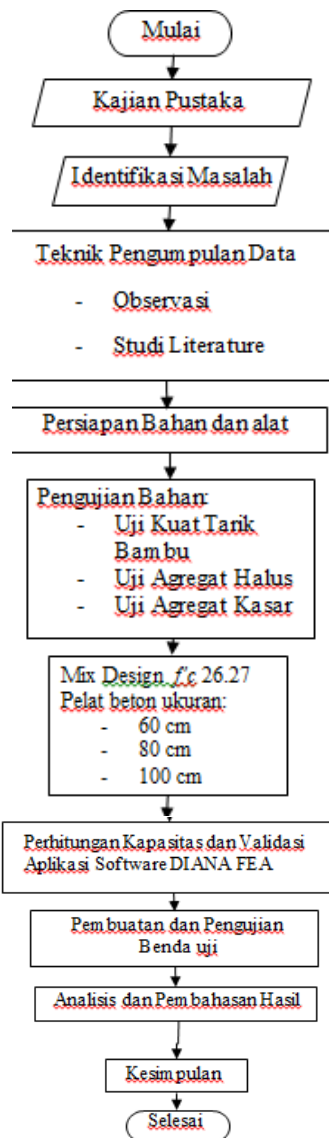 Mulai
Kajian Pustaka
Identifikasi Masalah
Teknik Pengumpulan Data
- Observasi
- Studi Literature
Persiapan Bahan dan alat
Pengujian Bahan:
- Uji Kuat Tarik
Bambu
- Uji Agregat Halus
- Uji Agregat Kasar
Mix Design f'c 26.27
Pelat beton ukuran:
- 60 cm
- 80 cm
- 100 cm
Perhitungan Kapasitas dan Validasi
Aplikasi Software DIANA FEA
Pembuatan dan Pengujian
Benda uji
Analisis dan Pembahasan Hasil
Kesimpulan
Selesai